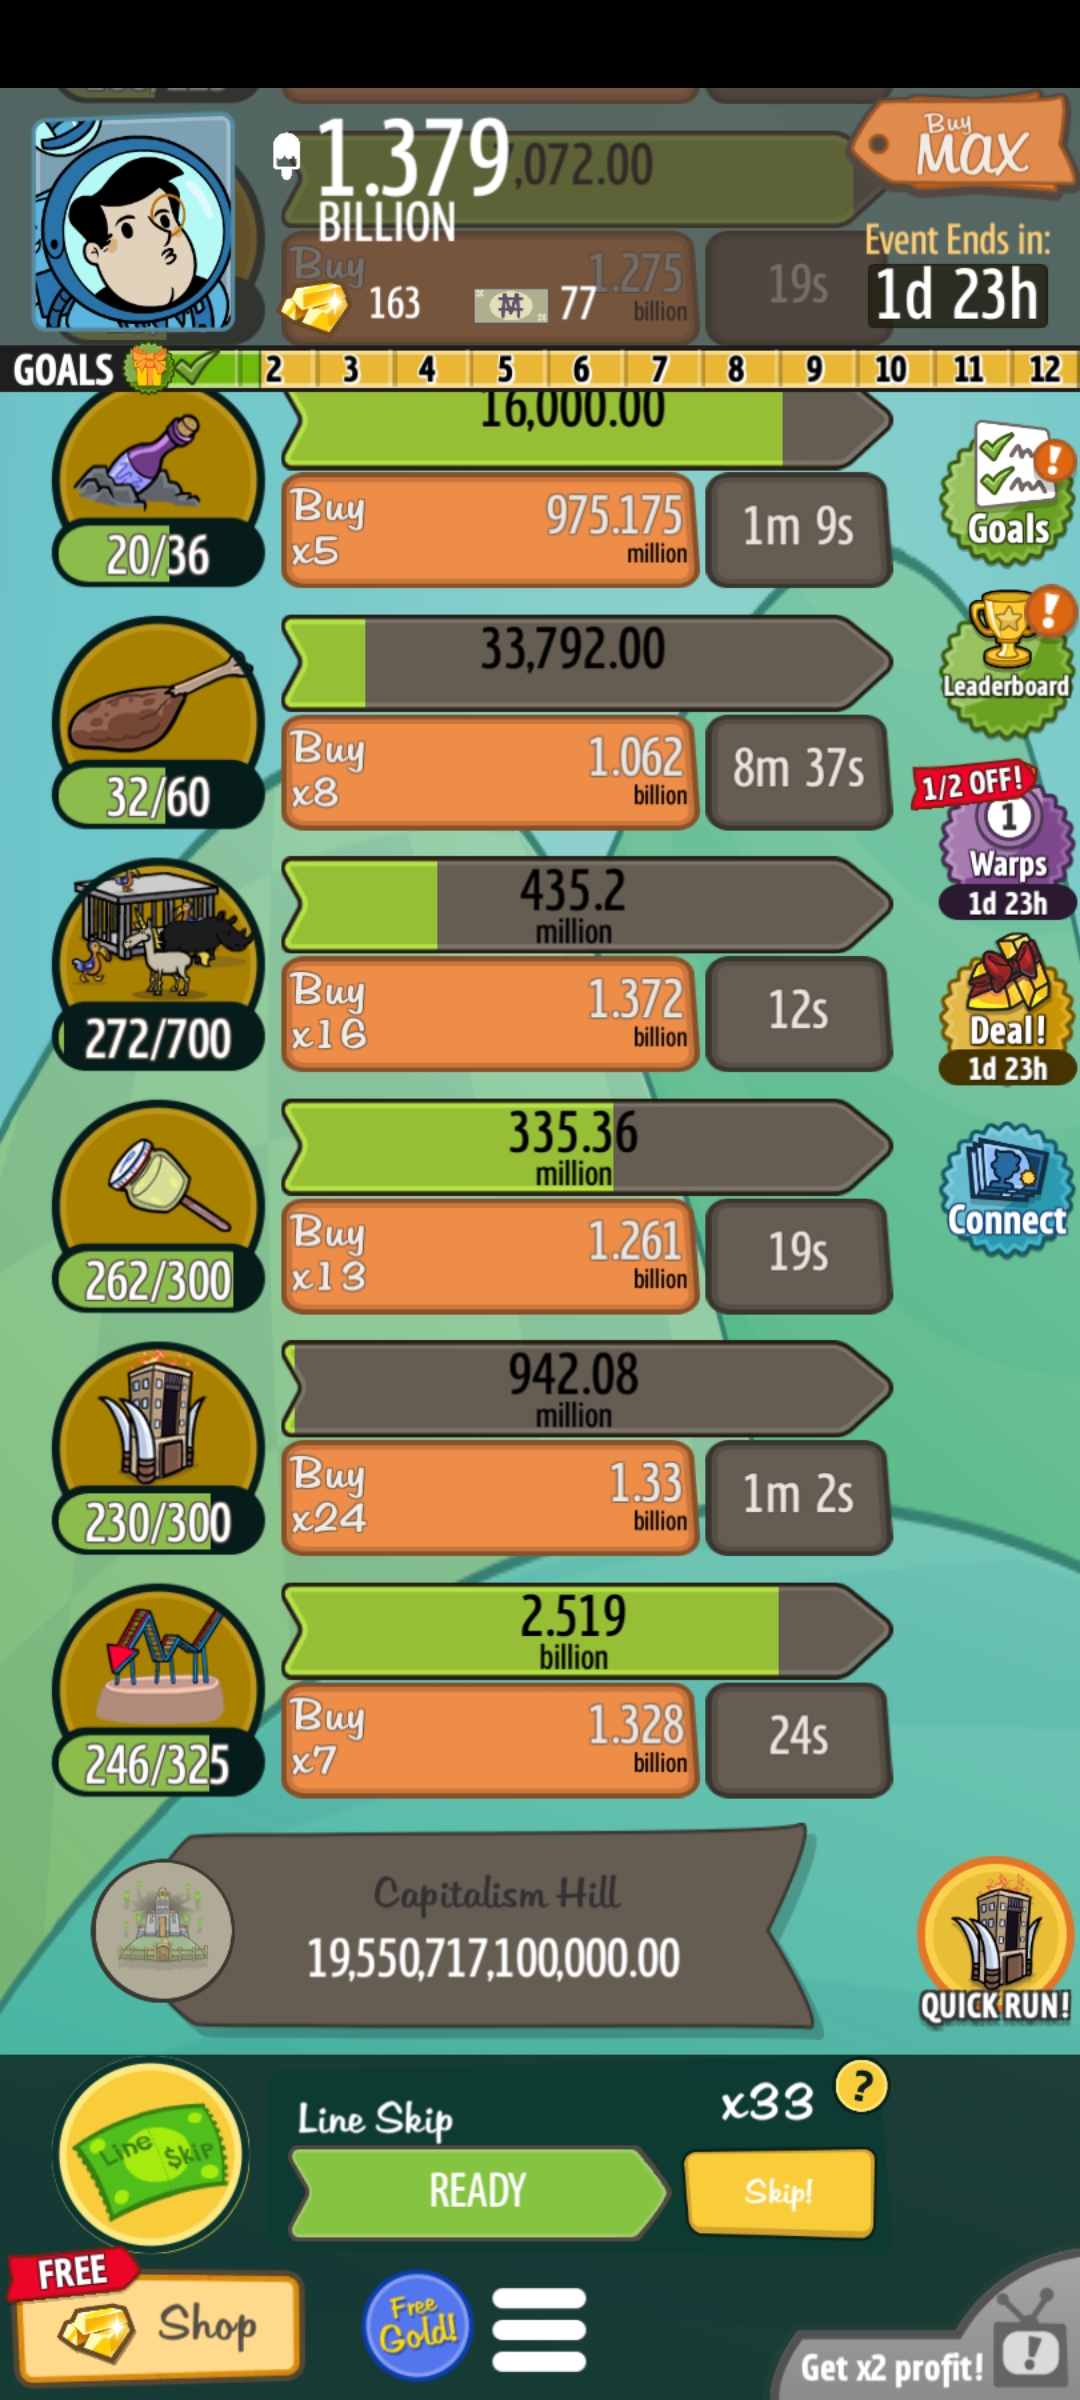 1.379
BILLION
,072.00
Buy
MAX
Event Ends in:
1d 23h
Buy
1.275
billion
19s
163
77
GOALS
2 3 4 5 6 7 8 9 10 11 12
16,000.00
20/36
Buy
x5
975.175
million
1m 9s
Goals
33,792.00
32/60
Buy
x8
1.062
billion
8m 37s
Leaderboard
1/2 OFF!
1
Warps
1d 23h
435.2
million
272/700
Buy
x16
1.372
billion
12s
Deal!
1d 23h
335.36
million
262/300
Buy
x13
1.261
billion
19s
Connect
942.08
million
230/300
Buy
x24
1.33
billion
1m 2s
2.519
billion
246/325
Buy
x7
1.328
billion
24s
Capitalism Hill
19,550,717,100,000.00
QUICK RUN!
Line $kip
Line Skip
x33
?
READY
Skip!
FREE
Shop
Free
Gold!
Get x2 profit!